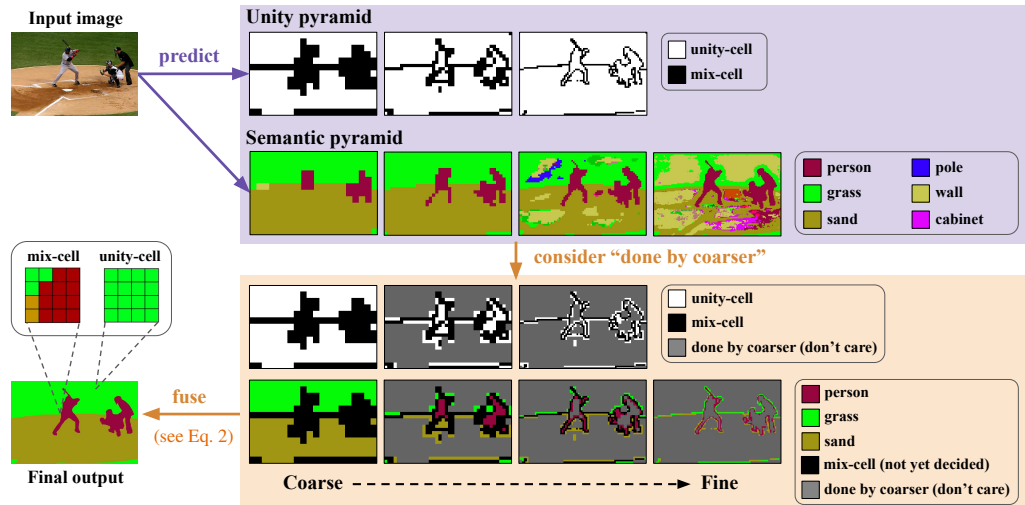 Input image
Unity pyramid
predict
unity-cell
mix-cell
Semantic pyramid
person
pole
grass
wall
sand
cabinet
consider “done by coarser”
mix-cell
unity-cell
unity-cell
mix-cell
done by coarser (don’t care)
fuse
(see Eq. 2)
person
grass
sand
mix-cell (not yet decided)
done by coarser (don’t care)
Final output
Coarse
Fine